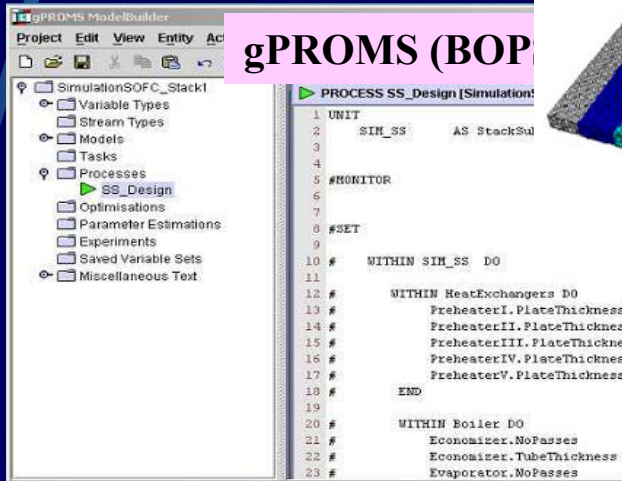 gPROMS ModelBuilder
Project Edit View Entity
gPROMS
SimulationSOFC_Stack1
Variable Types
Stream Types
Models
Tasks
Processes
SS_Design
Optimisations
Parameter Estimations
Experiments
Saved Variable Sets
Miscellaneous Text
PROCESS SS_Design
1 UNIT
2 SIM_SS AS
3
4
5 #MONITOR
6
7
8 #SET
9
10 # WITHIN SIM_SS DO
11
12 # WITHIN HeatExchangers DO
13 # PreheaterI.PlateThickness
14 # PreheaterII.PlateThicknes
15 # PreheaterIII.PlateThickne
16 # PreheaterIV.PlateThicknes
17 # PreheaterV.PlateThickness
18 # END
19
20 # WITHIN Boiler DO
21 # Economizer.NoPasses
22 # Economizer.TubeThickness
23 # Evaporator.NoPasses